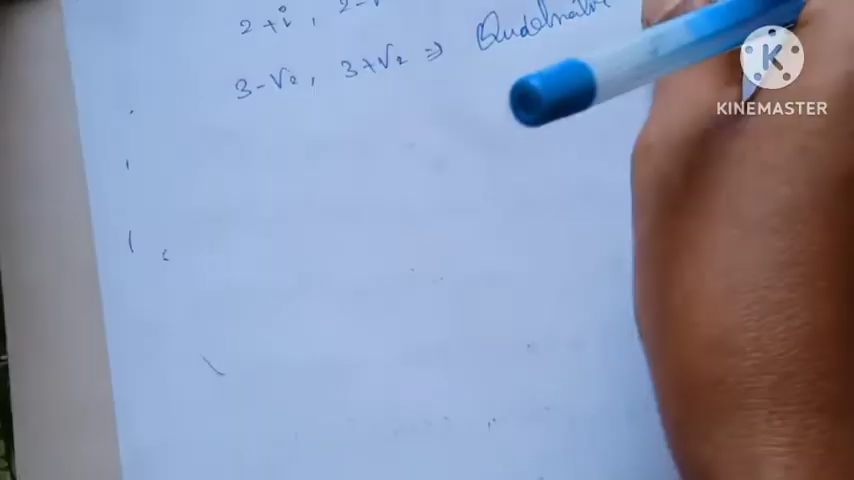 2+i, 2-
3-√2, 3+√2 ⇒
KINEMASTER